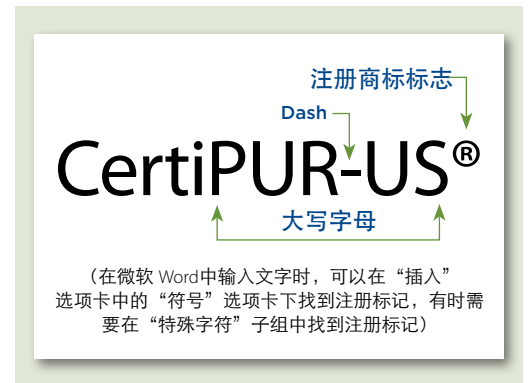 注册商标标志
Dash
CertiPUR-US®
大写字母
（在微软 Word中输入文字时，可以在“插入”
选项卡中的“符号”选项卡下找到注册标记，有时需
要在“特殊字符”子组中找到注册标记）